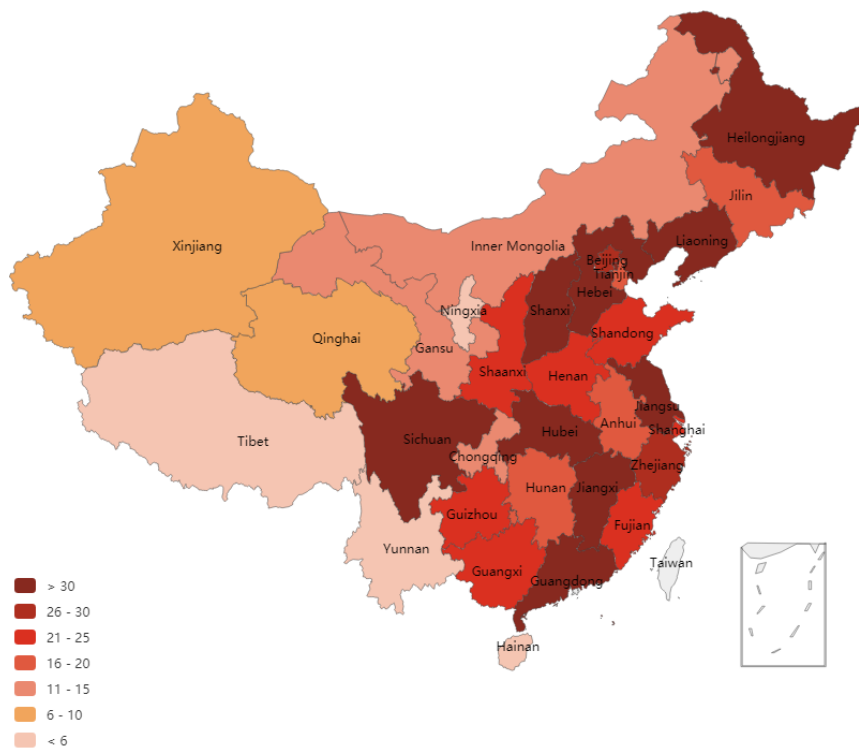 Heilongjiang
Jilin
Xinjiang
Inner Mongolia
Liaoning
Beijing
Tianjin
Hebei
Ningxia
Shanxi
Qinghai
Shandong
Gansu
Shaanxi
Henan
Jiangsu
Anhui
Shanghai
Tibet
Sichuan
Hubei
Chongqing
Zhejiang
Hunan
Jiangxi
Guizhou
Fujian
Yunnan
Taiwan
Guangxi
Guangdong
Hainan
> 30
26 - 30
21 - 25
16 - 20
11 - 15
6 - 10
< 6